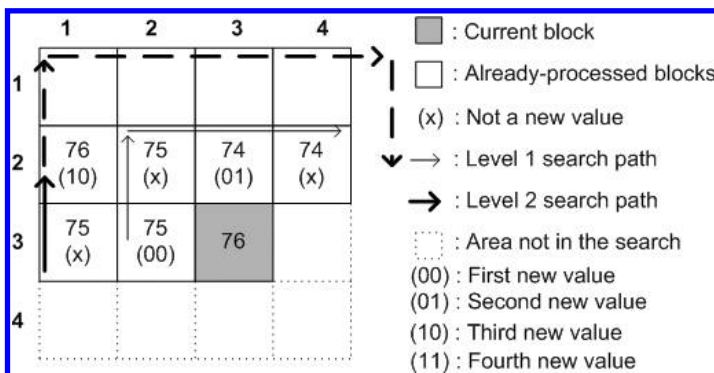 1 2 3 4
1
2 76 75 74 74
(10) (x) (01) (x)
3 75 75 76
(x) (00)
4
: Current block
: Already-processed blocks
(x) : Not a new value
: Level 1 search path
: Level 2 search path
: Area not in the search
(00) : First new value
(01) : Second new value
(10) : Third new value
(11) : Fourth new value